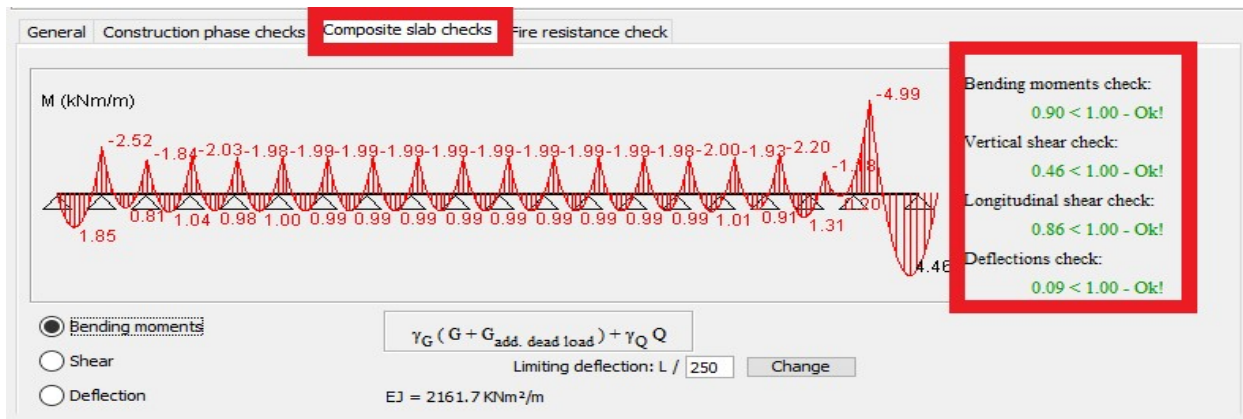 General Construction phase checks Composite slab checks Fire resistance check
M (kNm/m)
-2.52 -1.84 -2.03 -1.98 -1.99 -1.99 -1.99 -1.99 -1.99 -1.99 -1.99 -1.98 -2.00 -1.93 -2.20 -4.99
1.85 0.81 1.04 0.98 1.00 0.99 0.99 0.99 0.99 0.99 0.99 0.99 0.99 1.01 0.91 1.31 4.46
Bending moments check:
0.90 < 1.00 - Ok!
Vertical shear check:
0.46 < 1.00 - Ok!
Longitudinal shear check:
0.86 < 1.00 - Ok!
Deflections check:
0.09 < 1.00 - Ok!
Bending moments
Shear
Deflection
γG ( G + Gadd. dead load ) + γQ Q
Limiting deflection: L / 250 Change
EJ = 2161.7 KNm²/m